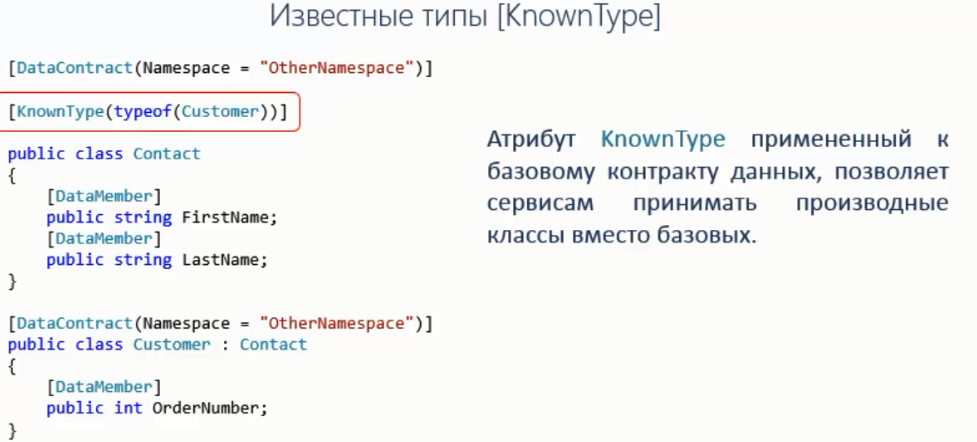 Известные типы [KnownType]
[DataContract(Namespace = "OtherNamespace")]
[KnownType(typeof(Customer))]
public class Contact
{
[DataMember]
public string FirstName;
[DataMember]
public string LastName;
}
[DataContract(Namespace = "OtherNamespace")]
public class Customer : Contact
{
[DataMember]
public int OrderNumber;
}
Атрибут KnownType примененный к
базовому контракту данных, позволяет
сервисам принимать производные
классы вместо базовых.